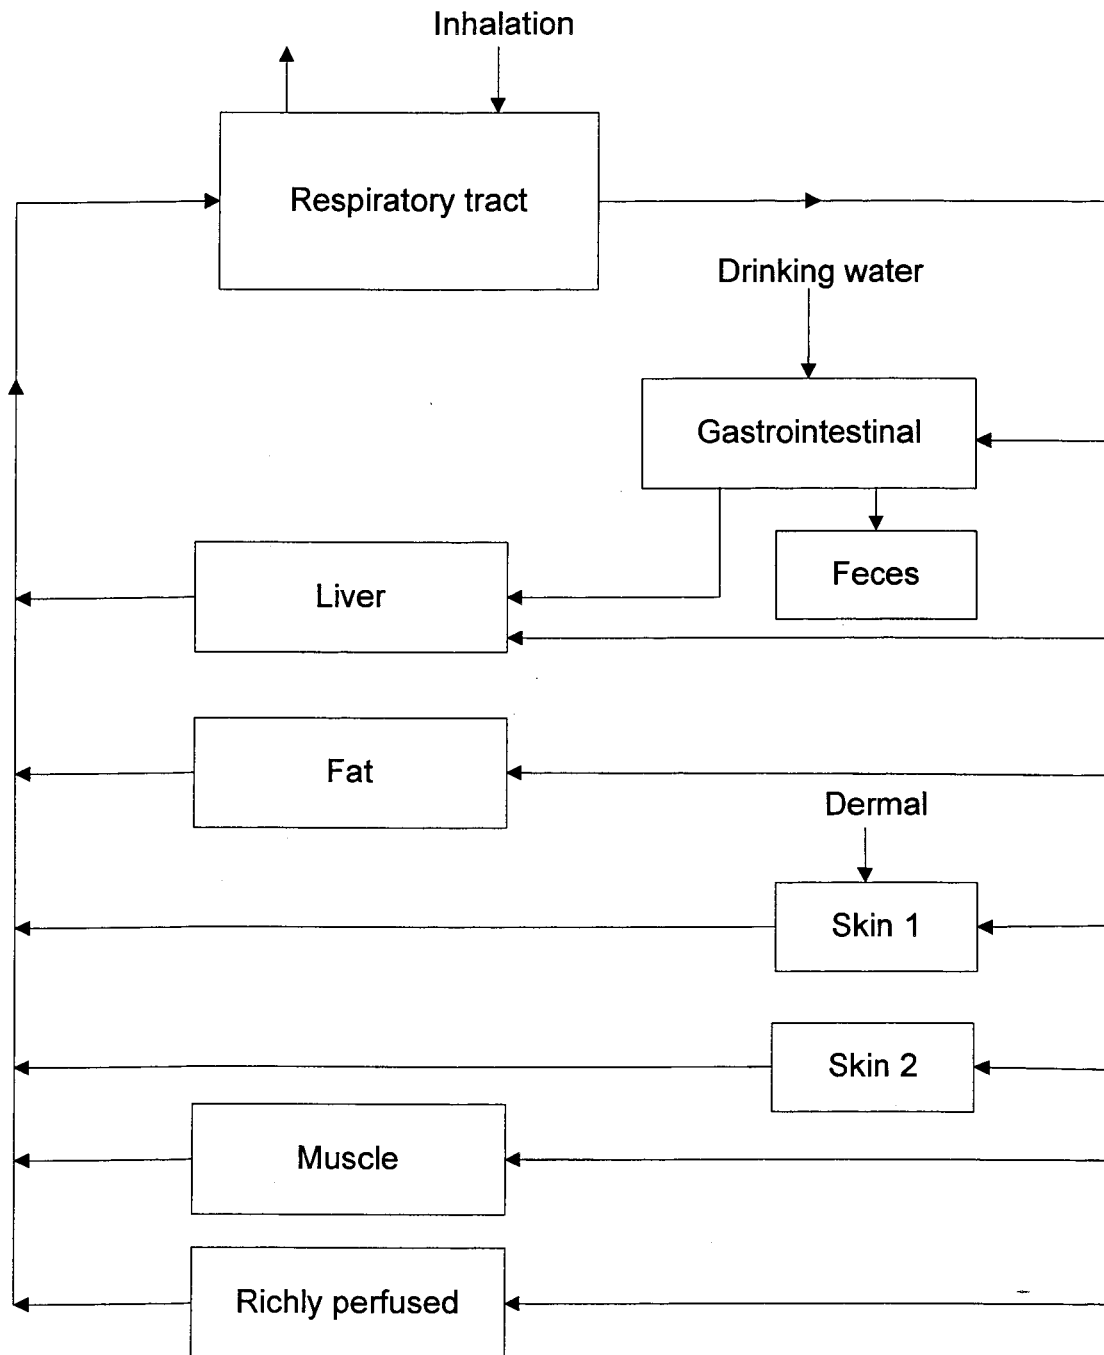 Inhalation
Respiratory tract
Drinking water
Gastrointestinal
Feces
Liver
Fat
Dermal
Skin 1
Skin 2
Muscle
Richly perfused